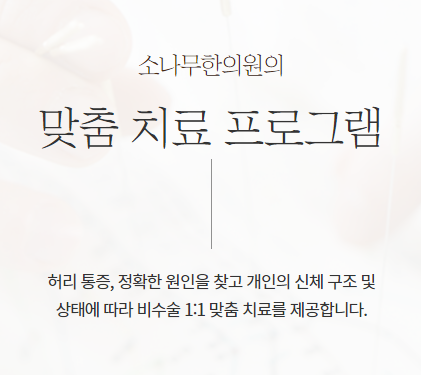 소나무한의원의
맞춤 치료 프로그램
허리 통증, 정확한 원인을 찾고 개인의 신체 구조 및
상태에 따라 비수술 1:1 맞춤 치료를 제공합니다.